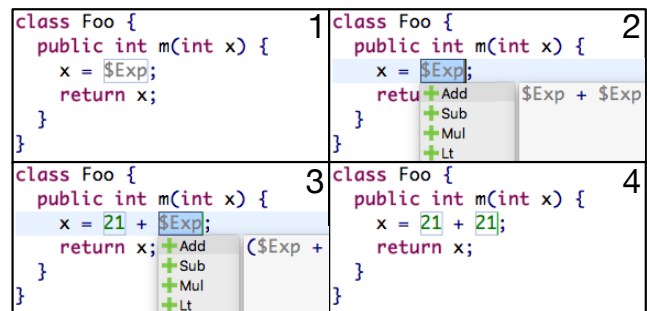 class Foo { 1
public int m(int x) {
x = $Exp;
return x;
}
}
class Foo { 2
public int m(int x) {
x = $Exp;
retu Add $Exp + $Exp
} Sub
Mul
} Lt
class Foo { 3
public int m(int x) {
x = 21 + $Exp;
return x; Add ($Exp +
} Sub
Mul
} Lt
class Foo { 4
public int m(int x) {
x = 21 + 21;
return x;
}
}